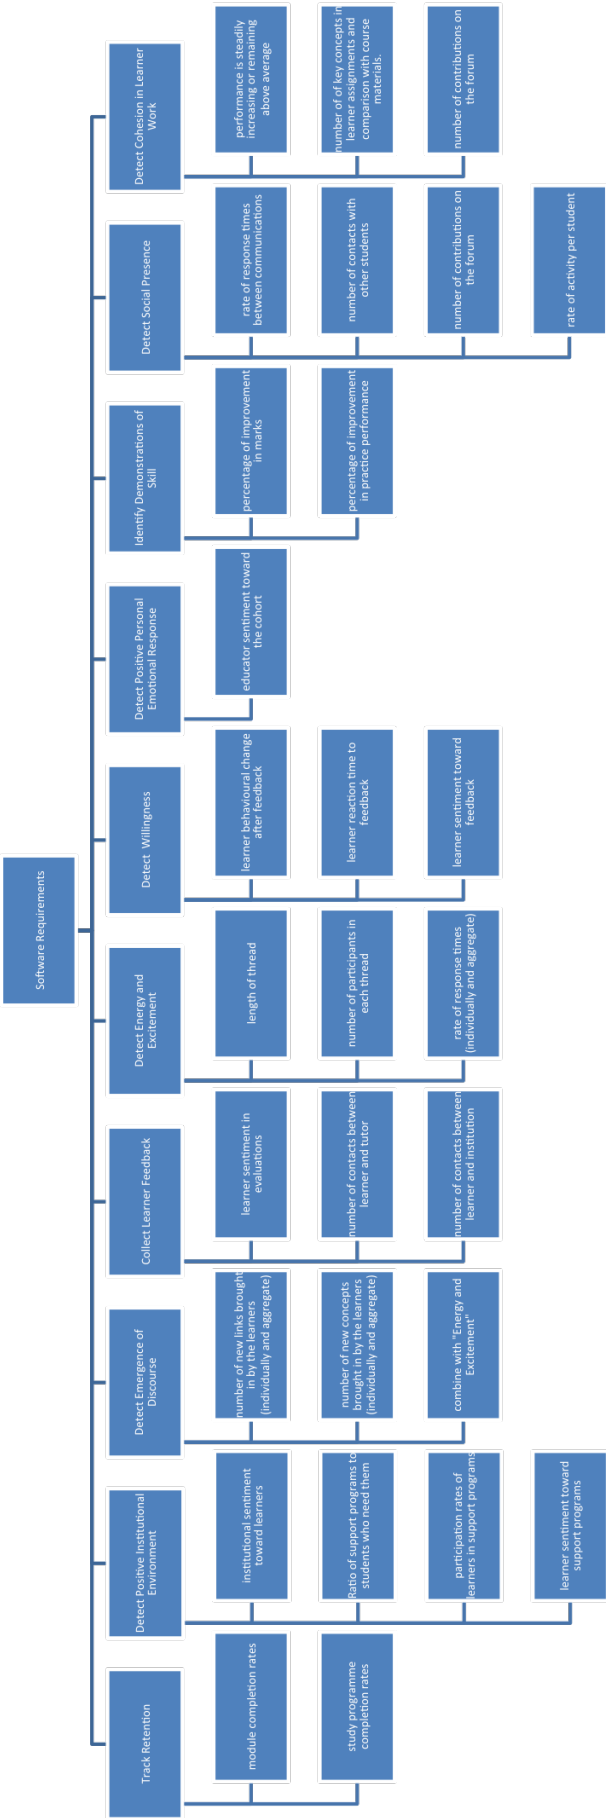 Software Requirements
Track Retention
module completion rates
study programme
completion rates
Detect Positive Institutional
Environment
institutional sentiment
toward learners
Ratio of support programs to
students who need them
participation rates of
learners in support programs
learner sentiment toward
support programs
Detect Emergence of
Discourse
number of new links brought
in by the learners
(individually and aggregate)
number of new concepts
brought in by the learners
(individually and aggregate)
combine with "Energy and
Excitement"
Collect Learner Feedback
learner sentiment in
evaluations
number of contacts between
learner and tutor
number of contacts between
learner and institution
Detect Energy and
Excitement
length of thread
number of participants in
each thread
rate of response times
(individually and aggregate)
Detect Willingness
learner behavioural change
after feedback
learner reaction time to
feedback
learner sentiment toward
feedback
Detect Positive Personal
Emotional Response
educator sentiment toward
the cohort
Identify Demonstrations of
Skill
percentage of improvement
in marks
percentage of improvement
in practice performance
Detect Social Presence
rate of response times
between communications
number of contacts with
other students
number of contributions on
the forum
rate of activity per student
Detect Cohesion in Learner
Work
performance is steadily
increasing or remaining
above average
number of of key concepts in
learner assignments and
comparison with course
materials.
number of contributions on
the forum